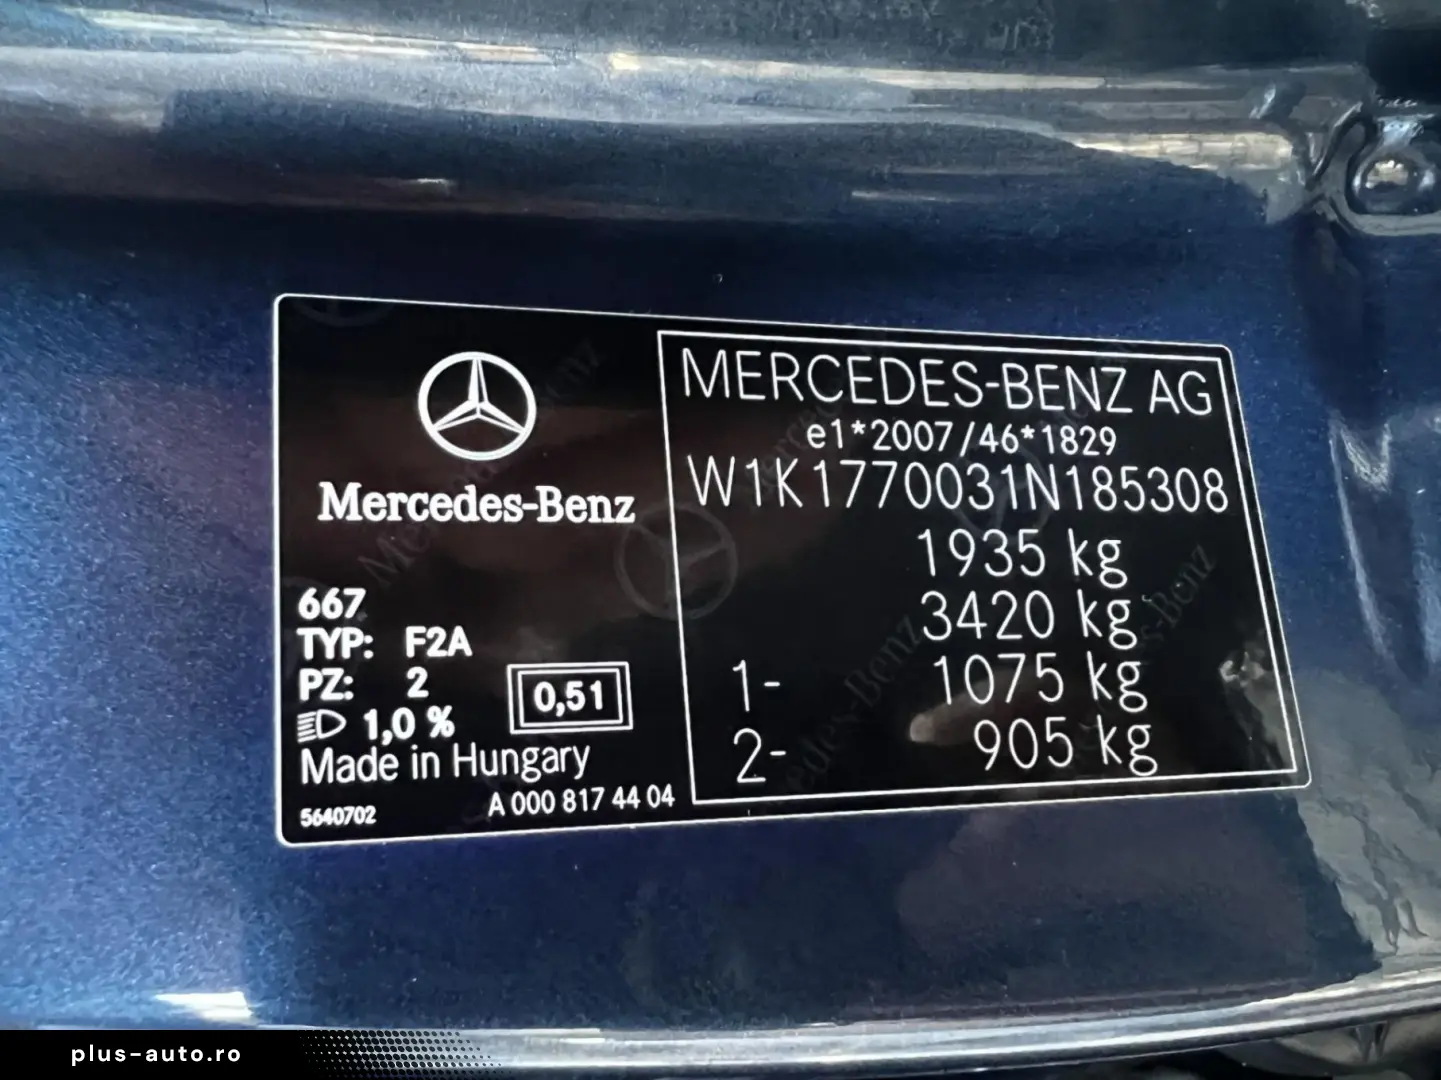 Mercedes-Benz
667
TYP: F2A
PZ: 2
1,0 %
0,51
Made in Hungary
5640702
A 000 817 44 04
MERCEDES-BENZ AG
e1*2007/46*1829
W1K1770031N185308
1935 kg
3420 kg
1- 1075 kg
2- 905 kg
plus-auto.ro